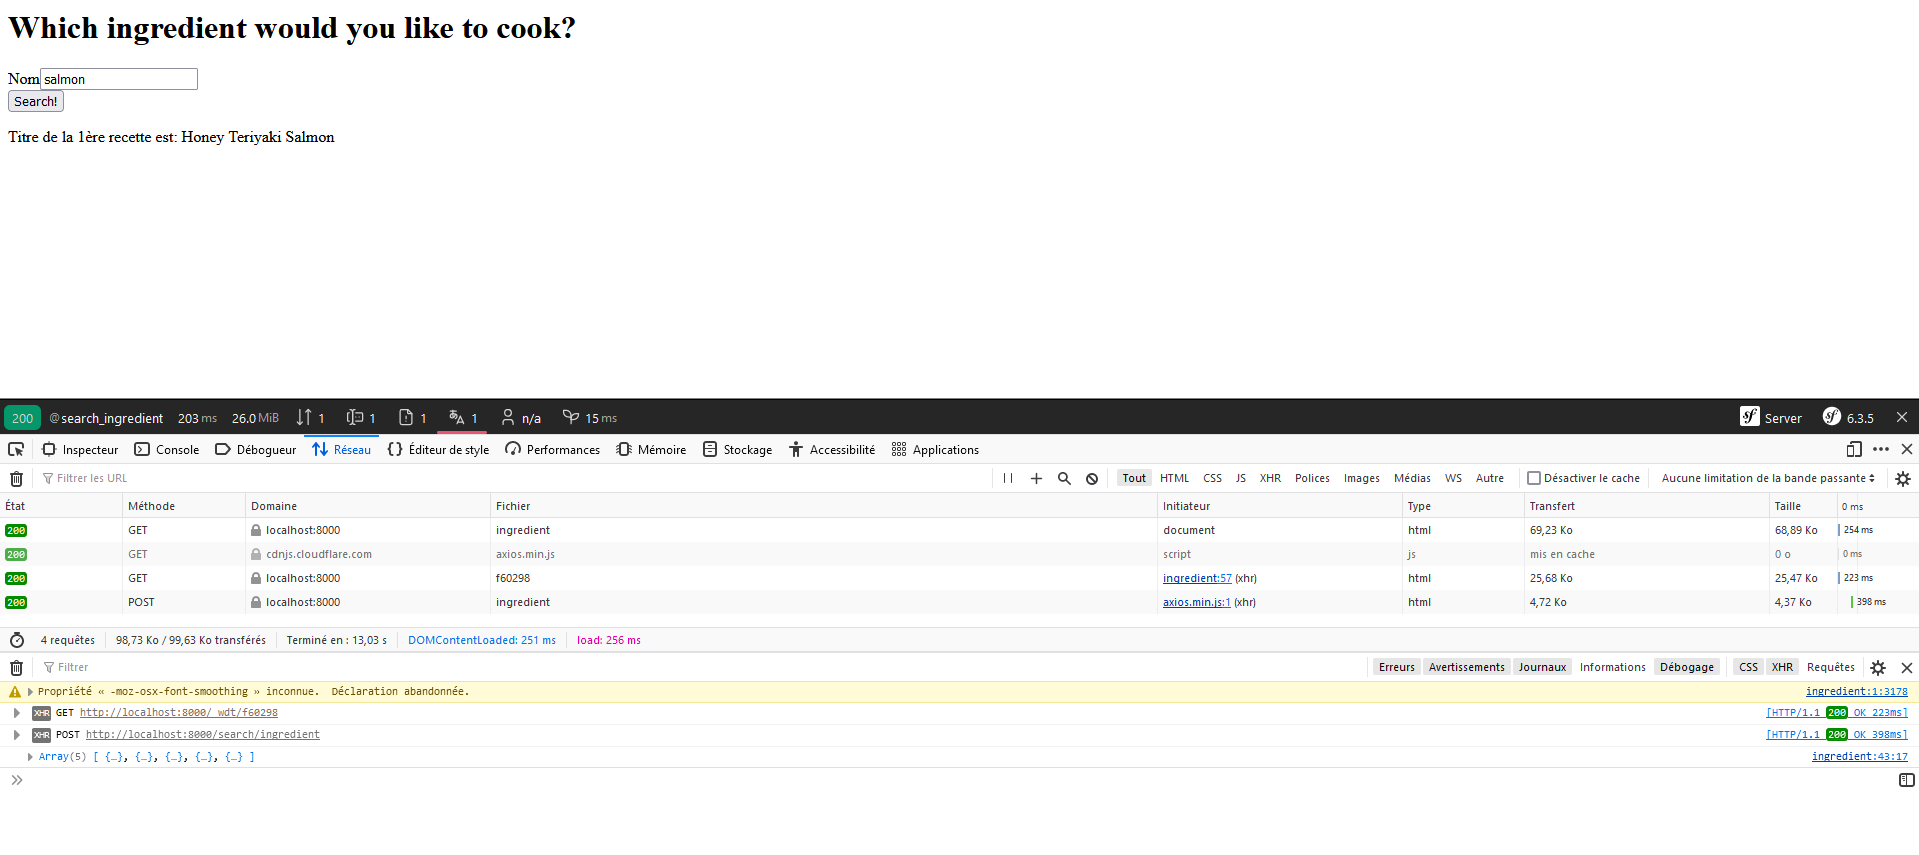 Which ingredient would you like to cook?
Nom salmon
Search!
Titre de la 1ère recette est: Honey Teriyaki Salmon
200 @ search_ingredient 203 ms 26.0 MiB 1 1 1 1 n/a 15 ms Server 6.3.5
Inspecteur Console Débogueur Réseau Éditeur de style Performances Mémoire Stockage Accessibilité Applications
Filtrer les URL Tout HTML CSS JS XHR Polices Images Médias WS Autre Désactiver le cache Aucune limitation de la bande passante
État Méthode Domaine Fichier Initiateur Type Transfert Taille 0 ms
200 GET localhost:8000 ingredient document html 69,23 Ko 68,89 Ko 254 ms
200 GET cdnjs.cloudflare.com axios.min.js script js mis en cache 0 o 0 ms
200 GET localhost:8000 f60298 ingredient:57 (xhr) html 25,68 Ko 25,47 Ko 223 ms
200 POST localhost:8000 ingredient axios.min.js:1 (xhr) html 4,72 Ko 4,37 Ko 398 ms
4 requêtes 98,73 Ko / 99,63 Ko transférés Terminé en : 13,03 s DOMContentLoaded: 251 ms load: 256 ms
Filtrer Erreurs Avertissements Journaux Informations Débogage CSS XHR Requêtes
Propriété « -moz-osx-font-smoothing » inconnue. Déclaration abandonnée. ingredient:1:3178
XHR GET http://localhost:8000/_wdt/f60298 [HTTP/1.1 200 OK 223ms]
XHR POST http://localhost:8000/search/ingredient [HTTP/1.1 200 OK 398ms]
Array(5) [ {…}, {…}, {…}, {…}, {…} ] ingredient:43:17